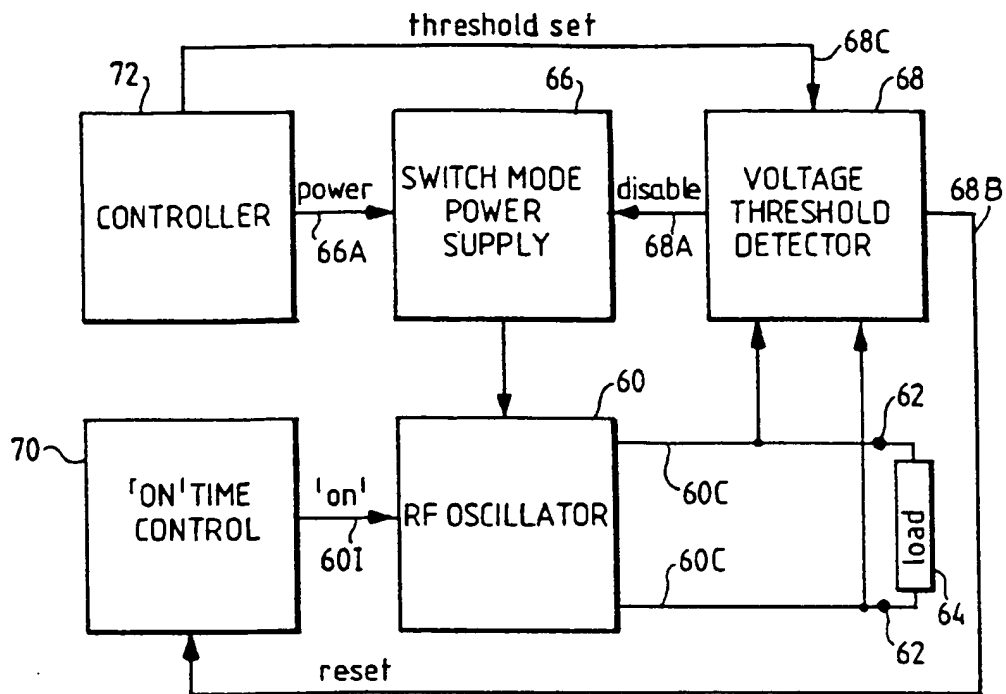 threshold set
68C
72
66
68
CONTROLLER
power
66A
SWITCH MODE
POWER
SUPPLY
disable
68A
VOLTAGE
THRESHOLD
DETECTOR
68B
70
'ON' TIME
CONTROL
'on'
60I
60
RF OSCILLATOR
60C
60C
62
load
64
62
reset